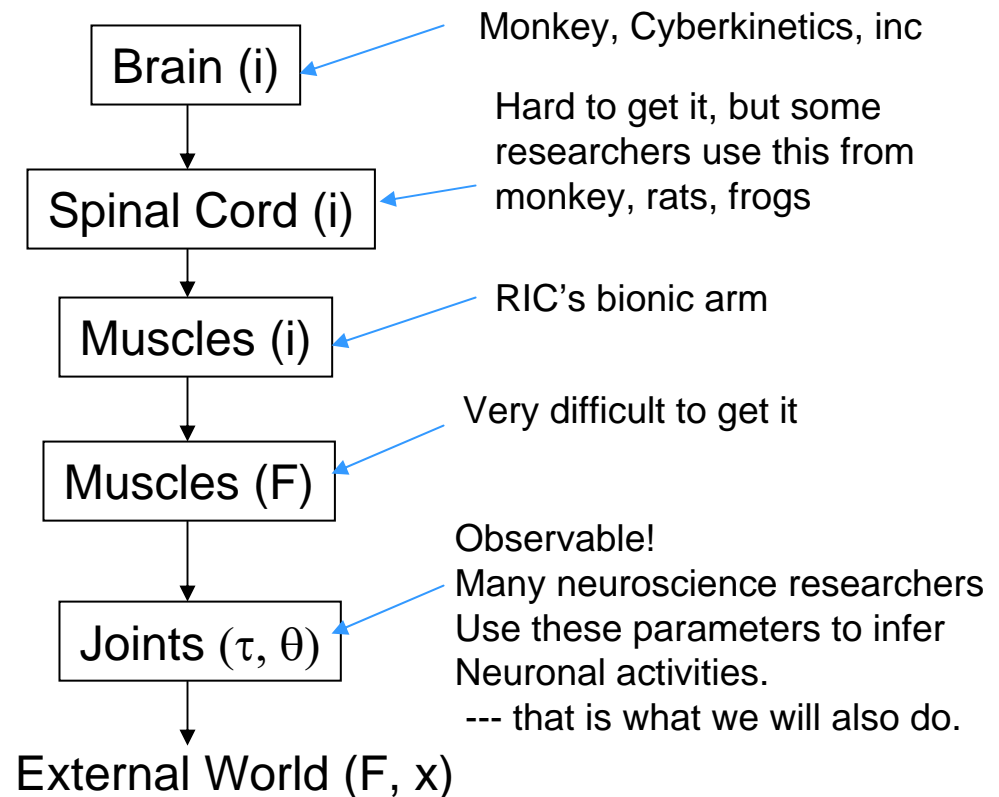 Monkey, Cyberkinetics, inc
Brain (i)
Hard to get it, but some
researchers use this from
monkey, rats, frogs
Spinal Cord (i)
RIC’s bionic arm
Muscles (i)
Very difficult to get it
Muscles (F)
Observable!
Many neuroscience researchers
Use these parameters to infer
Neuronal activities.
--- that is what we will also do.
Joints (τ, θ)
External World (F, x)